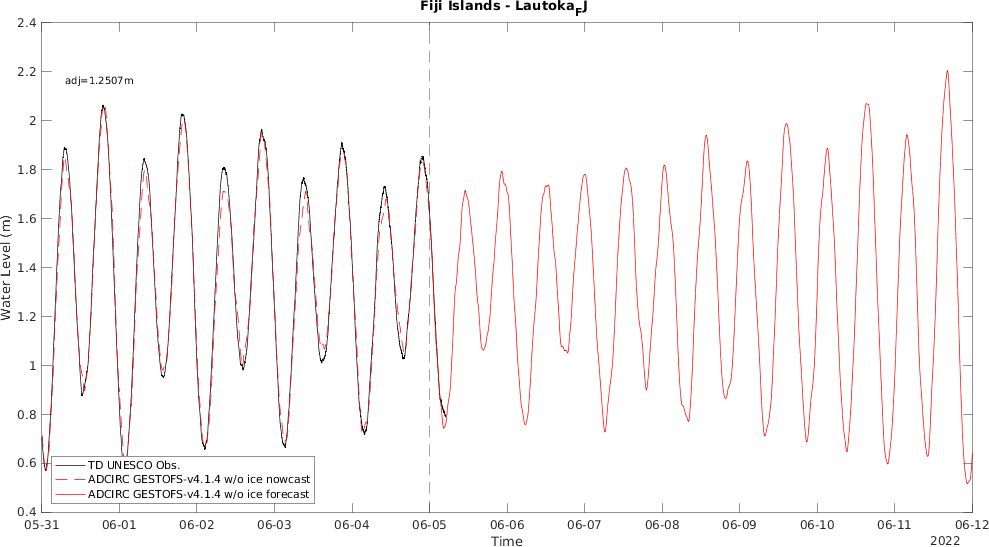 Fiji Islands - Lautoka_FJ
2.4
2.2
adj=1.2507m
2
1.8
1.6
1.4
1.2
1
0.8
0.6
0.4
Water Level (m)
TD UNESCO Obs.
ADCIRC GESTOFS-v4.1.4 w/o ice nowcast
ADCIRC GESTOFS-v4.1.4 w/o ice forecast
05-31 06-01 06-02 06-03 06-04 06-05 06-06 06-07 06-08 06-09 06-10 06-11 06-12
Time
2022